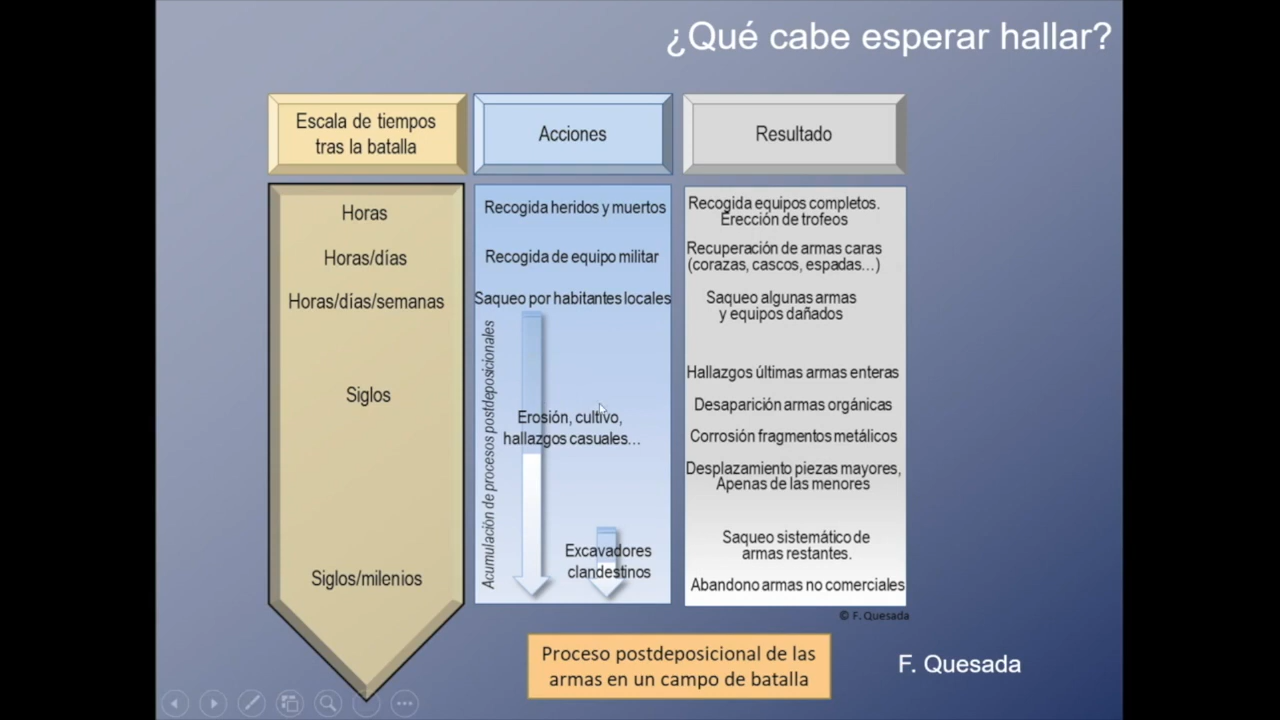 ¿Qué cabe esperar hallar?
Escala de tiempos
tras la batalla
Acciones
Resultado
Horas
Horas/días
Horas/días/semanas
Siglos
Siglos/milenios
Recogida heridos y muertos
Recogida de equipo militar
Saqueo por habitantes locales
Acumulación de procesos postdeposicionales
Erosión, cultivo,
hallazgos casuales...
Excavadores
clandestinos
Recogida equipos completos.
Erección de trofeos
Recuperación de armas caras
(corazas, cascos, espadas...)
Saqueo algunas armas
y equipos dañados
Hallazgos últimas armas enteras
Desaparición armas orgánicas
Corrosión fragmentos metálicos
Desplazamiento piezas mayores,
Apenas de las menores
Saqueo sistemático de
armas restantes.
Abandono armas no comerciales
© F. Quesada
Proceso postdeposicional de las
armas en un campo de batalla
F. Quesada